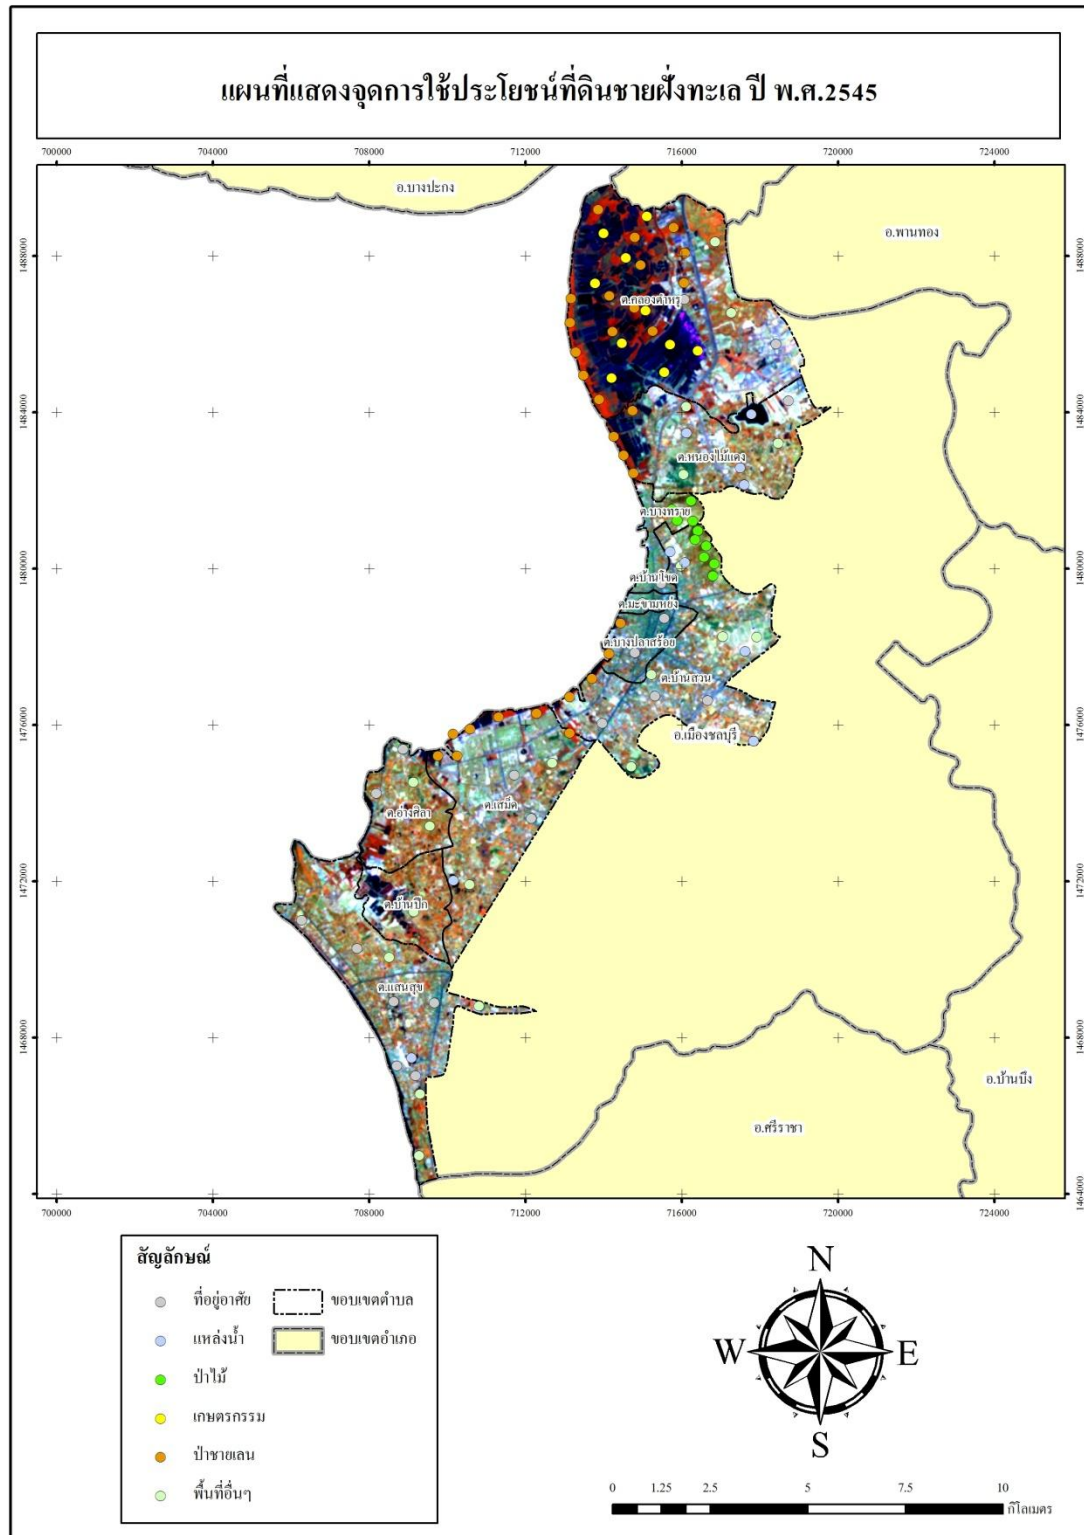 แผนที่แสดงจุดการใช้ประโยชน์ที่ดินชายฝั่งทะเล ปี พ.ศ.2545
700000 704000 708000 712000 716000 720000 724000
อ.บางปะกง
อ.พานทอง
1488000 1488000
ต.คลองตำหรุ
1484000 1484000
ต.หนองไม้แดง
ต.บางทราย
1480000 1480000
ต.บ้านโขด
ต.มะขามหย่ง
ต.บางปลาสร้อย
ต.บ้านสวน
1476000 1476000
อ.เมืองชลบุรี
ต.เสม็ด
ต.อ่างศิลา
1472000 1472000
ต.บ้านปึก
ต.แสนสุข
1468000 1468000
อ.บ้านบึง
อ.ศรีราชา
1464000 1464000
700000 704000 708000 712000 716000 720000 724000
สัญลักษณ์
ที่อยู่อาศัย ขอบเขตตำบล
แหล่งน้ำ ขอบเขตอำเภอ
ป่าไม้
เกษตรกรรม
ป่าชายเลน
พื้นที่อื่นๆ
N
W E
S
0 1.25 2.5 5 7.5 10
กิโลเมตร